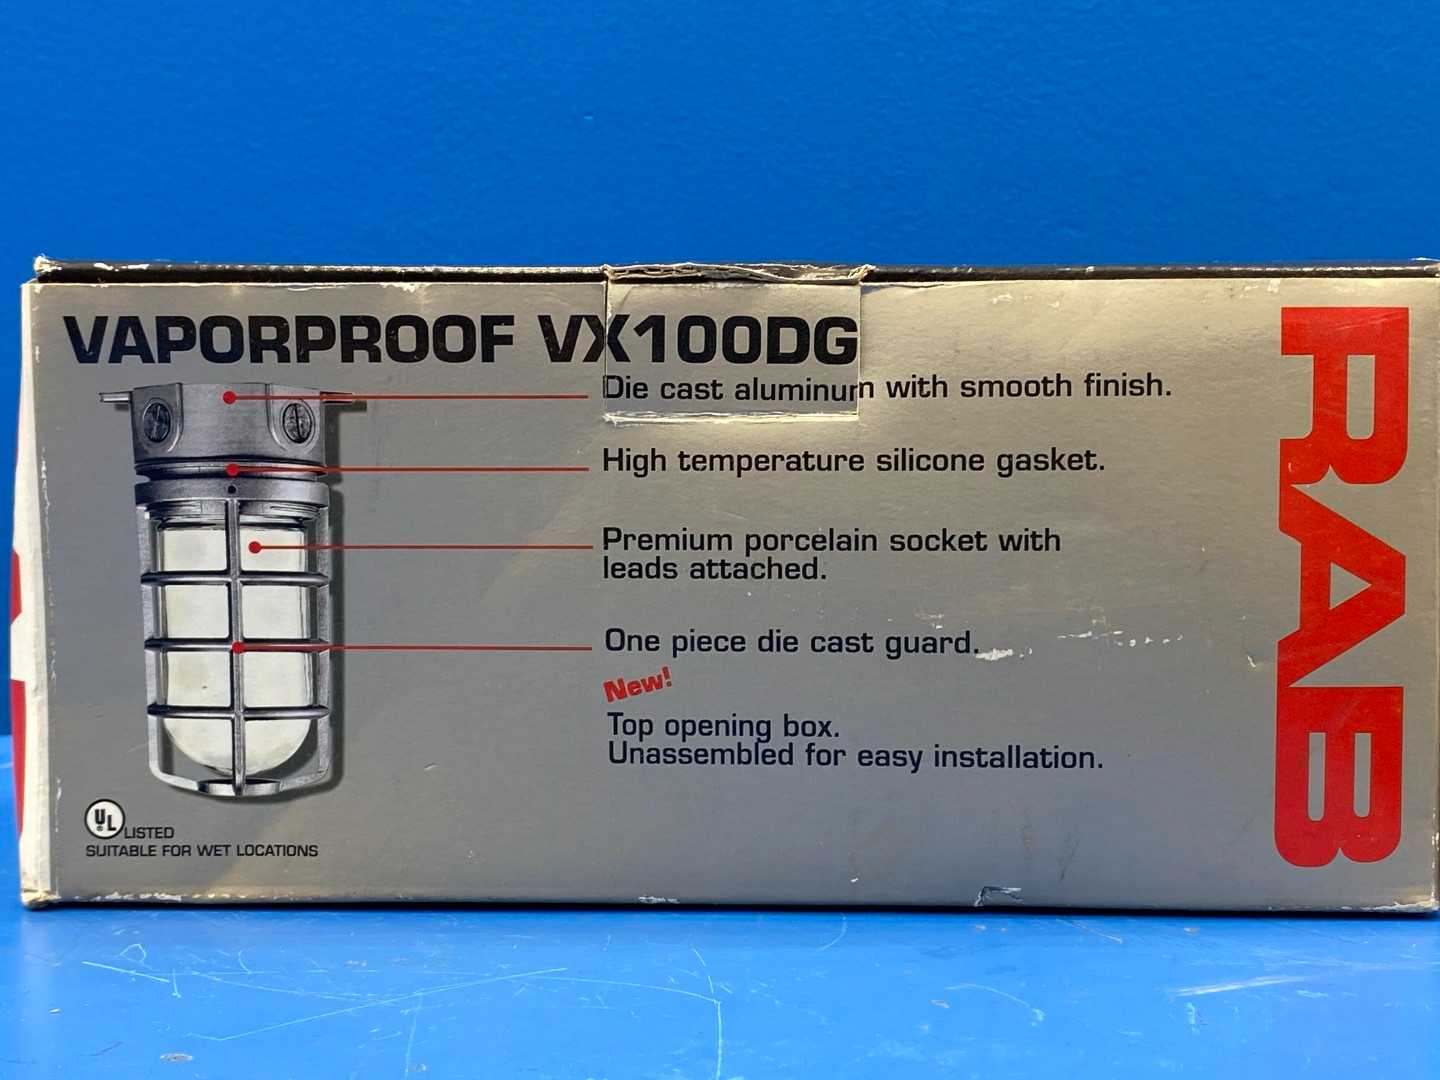 VAPORPROOF VX100DG
Die cast aluminum with smooth finish.
High temperature silicone gasket.
Premium porcelain socket with
leads attached.
One piece die cast guard.
New!
Top opening box.
Unassembled for easy installation.
UL LISTED
SUITABLE FOR WET LOCATIONS
RAB